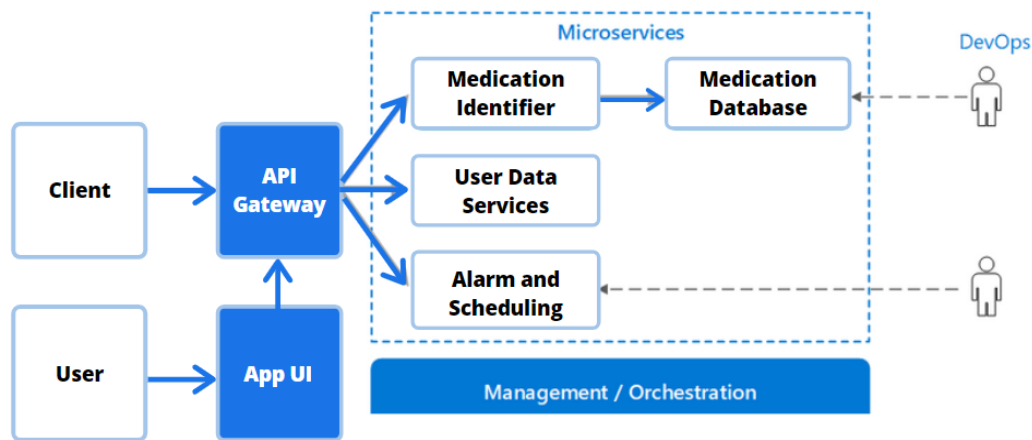 Microservices
DevOps
Medication
Identifier
Medication
Database
Client
API
Gateway
User Data
Services
Alarm and
Scheduling
User
App UI
Management / Orchestration